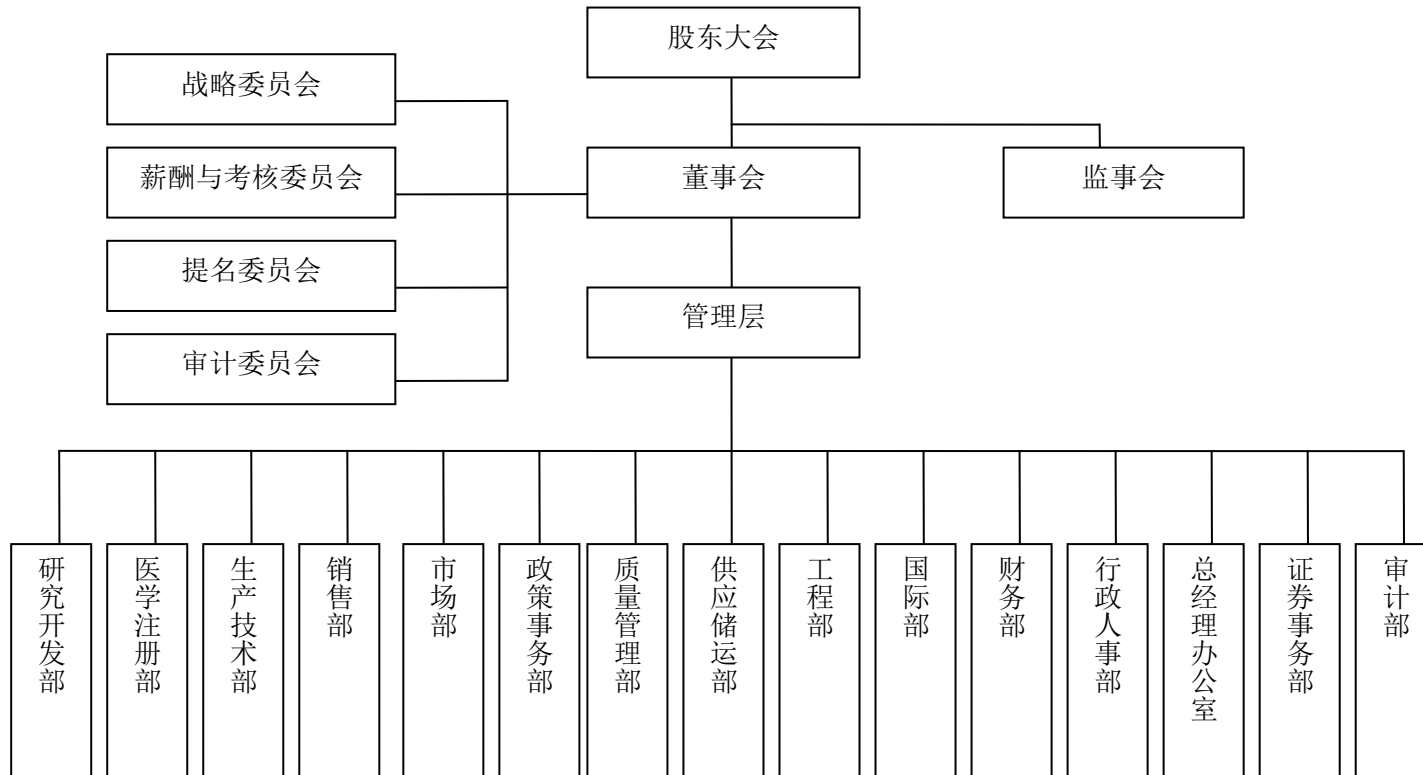 股东大会
战略委员会
薪酬与考核委员会
董事会
监事会
提名委员会
管理层
审计委员会
研究开发部
医学注册部
生产技术部
销售部
市场部
政策事务部
质量管理部
供应储运部
工程部
国际部
财务部
行政人事部
总经理办公室
证券事务部
审计部